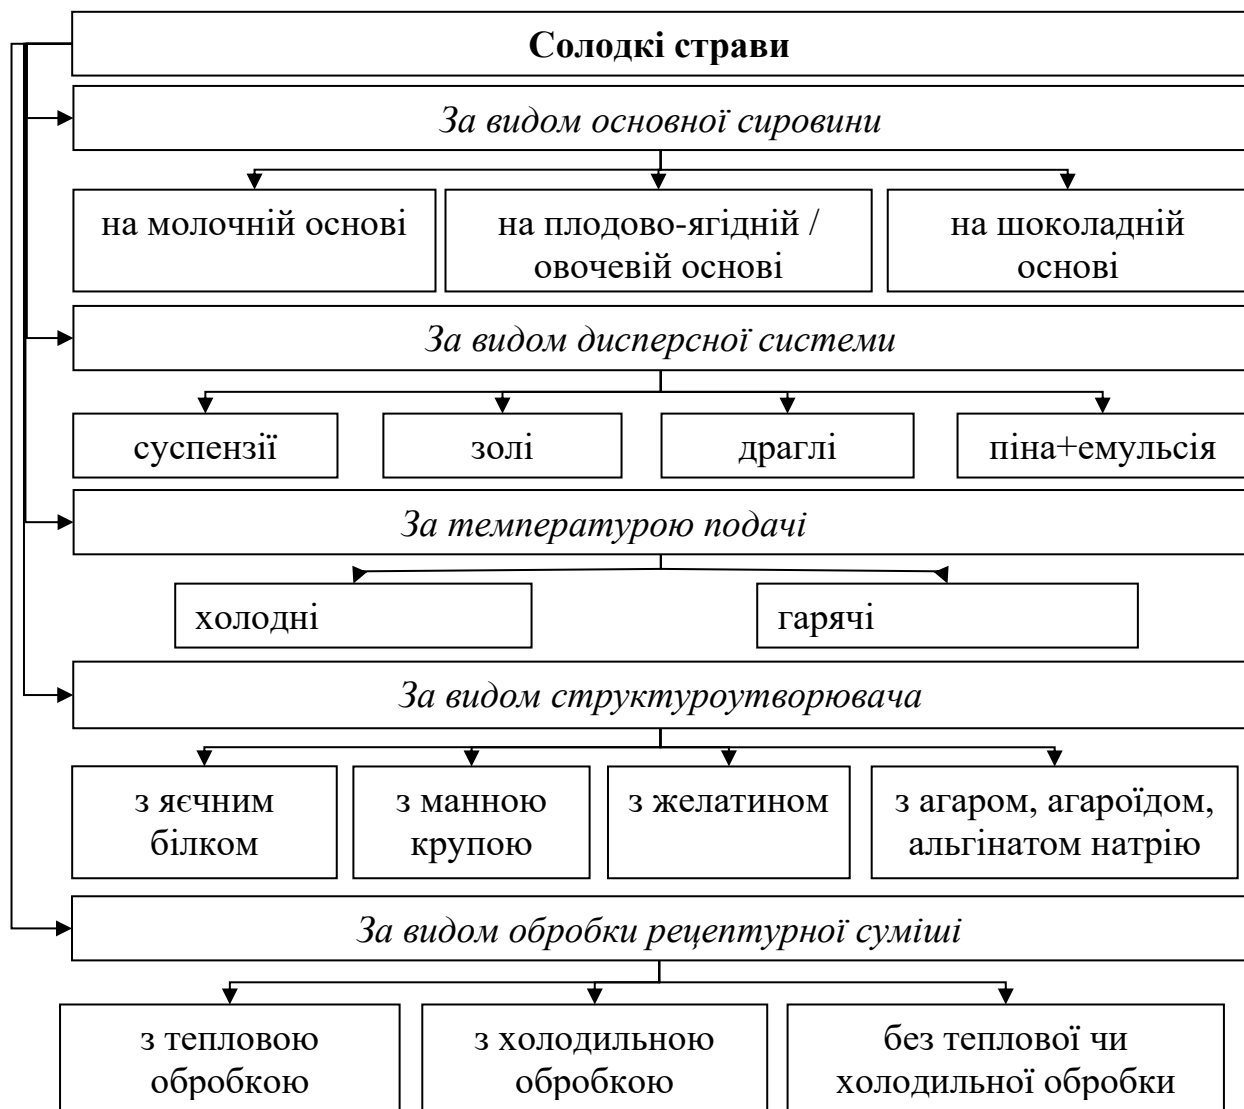 Солодкі страви
За видом основної сировини
на молочній основі
на плодово-ягідній /
овочевій основі
на шоколадній
основі
За видом дисперсної системи
суспензії
золі
драглі
піна+емульсія
За температурою подачі
холодні
гарячі
За видом структуроутворювача
з яєчним
білком
з манною
крупою
з желатином
з агаром, агароїдом,
альгінатом натрію
За видом обробки рецептурної суміші
з тепловою
обробкою
з холодильною
обробкою
без теплової чи
холодильної обробки